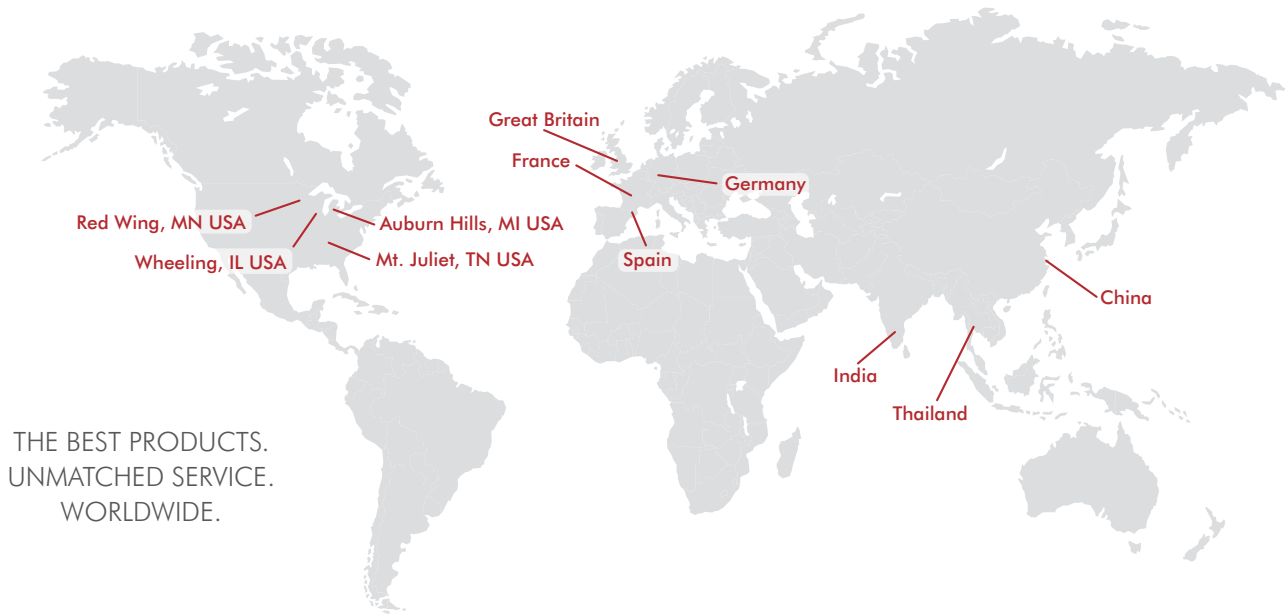 Great Britain
France
Germany
Red Wing, MN USA
Auburn Hills, MI USA
Wheeling, IL USA
Mt. Juliet, TN USA
Spain
China
India
Thailand
THE BEST PRODUCTS.
UNMATCHED SERVICE.
WORLDWIDE.